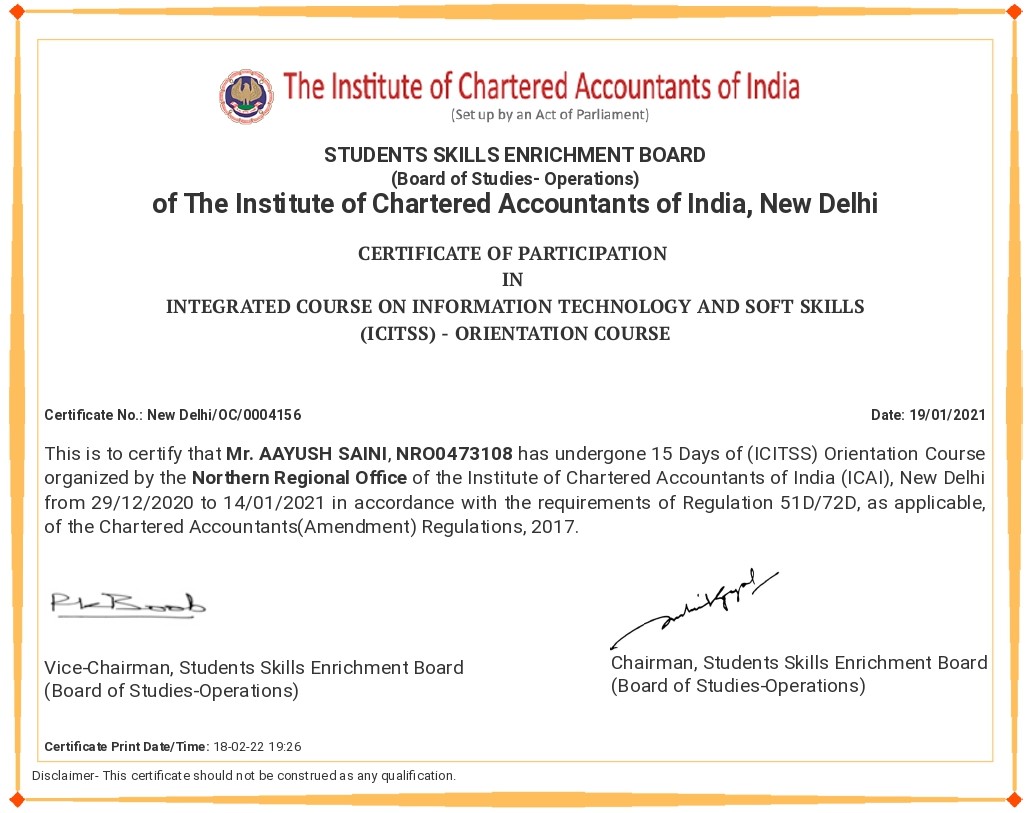 The Institute of Chartered Accountants of India
(Set up by an Act of Parliament)
STUDENTS SKILLS ENRICHMENT BOARD
(Board of Studies- Operations)
of The Institute of Chartered Accountants of India, New Delhi
CERTIFICATE OF PARTICIPATION
IN
INTEGRATED COURSE ON INFORMATION TECHNOLOGY AND SOFT SKILLS
(ICITSS) - ORIENTATION COURSE
Certificate No.: New Delhi/OC/0004156 Date: 19/01/2021
This is to certify that Mr. AAYUSH SAINI, NRO0473108 has undergone 15 Days of (ICITSS) Orientation Course
organized by the Northern Regional Office of the Institute of Chartered Accountants of India (ICAI), New Delhi
from 29/12/2020 to 14/01/2021 in accordance with the requirements of Regulation 51D/72D, as applicable,
of the Chartered Accountants(Amendment) Regulations, 2017.
RkBoob
Vice-Chairman, Students Skills Enrichment Board
(Board of Studies-Operations)
Chairman, Students Skills Enrichment Board
(Board of Studies-Operations)
Certificate Print Date/Time: 18-02-22 19:26
Disclaimer- This certificate should not be construed as any qualification.